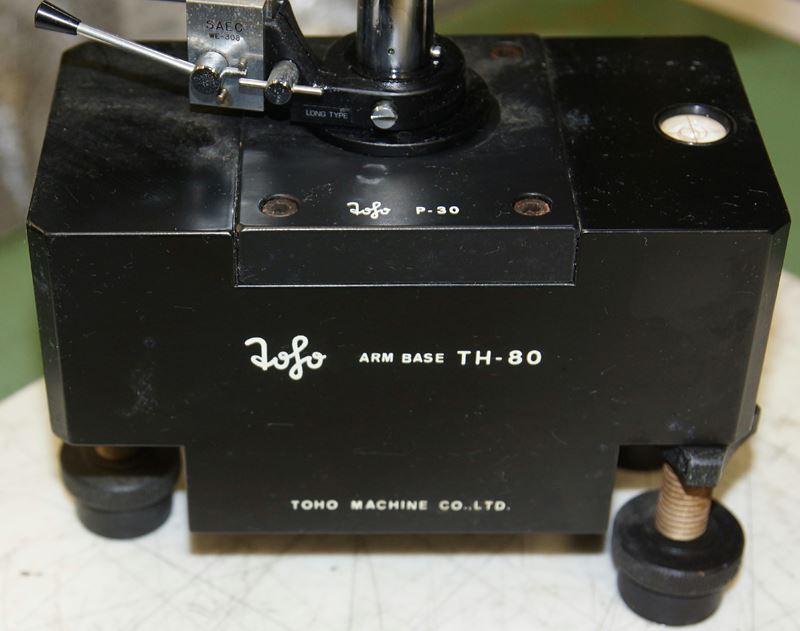 SAEC
WE-308
LONG TYPE
Toho P-30
Toho ARM BASE TH-80
TOHO MACHINE CO.,LTD.